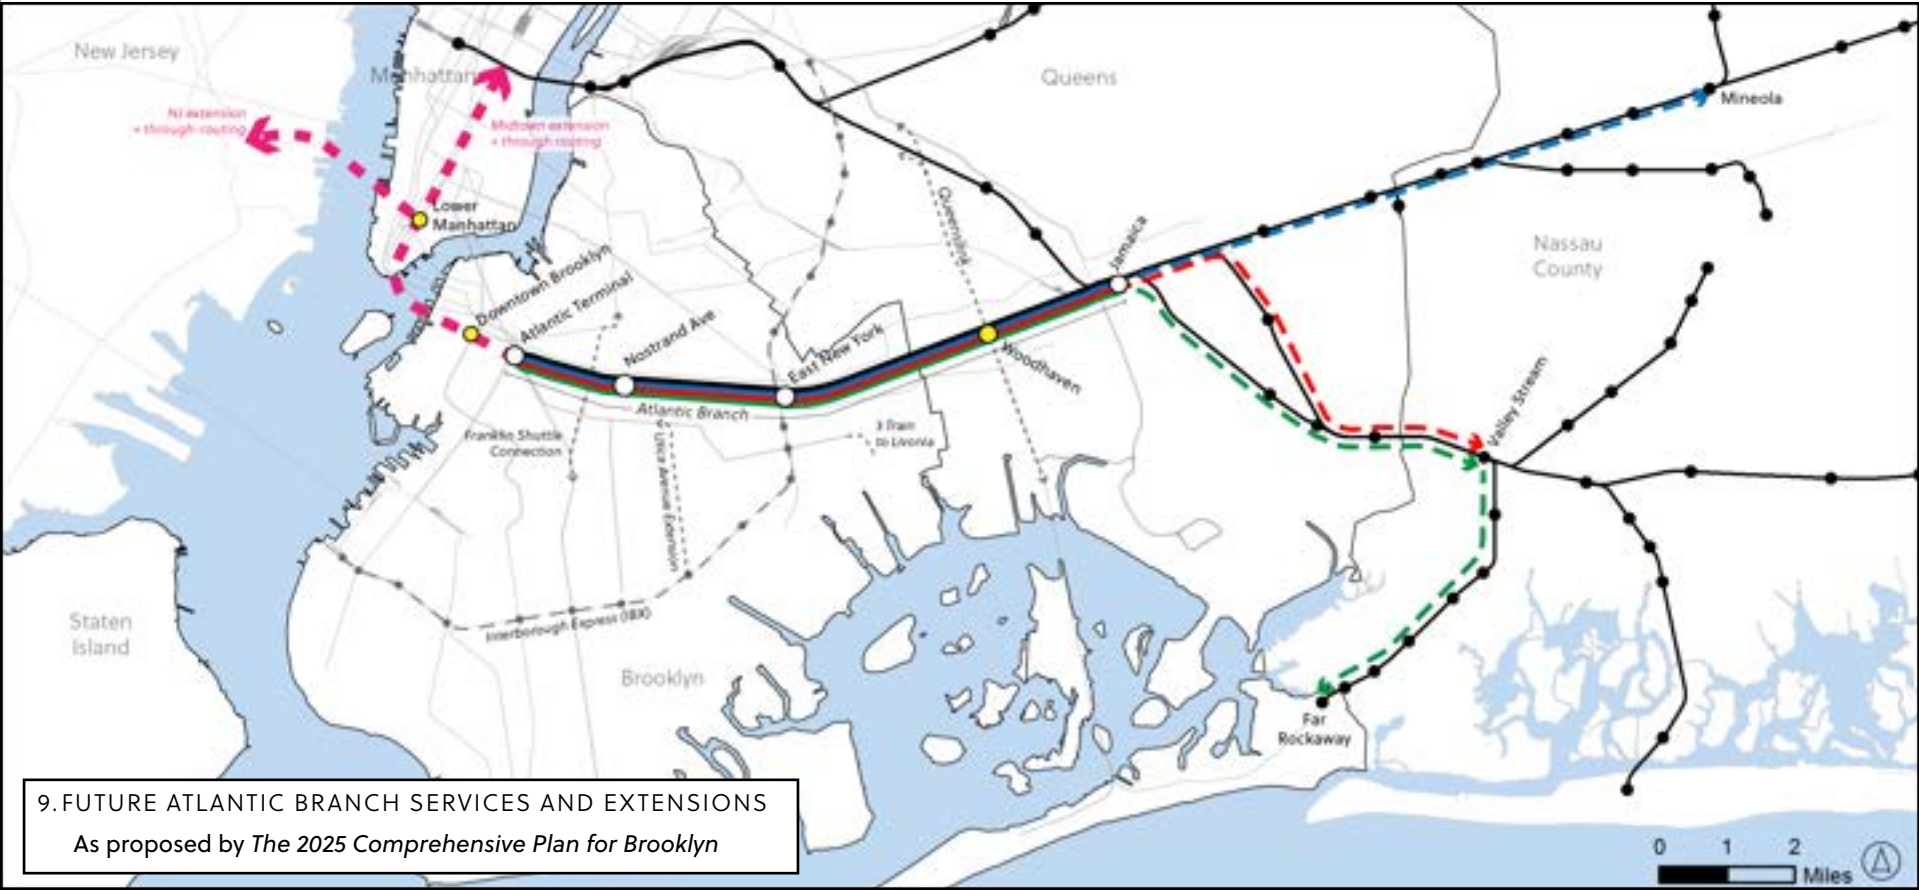 New Jersey
Manhattan
Queens
NJ extension
+ through-routing
Midtown extension
+ through routing
Mineola
Lower
Manhattan
Queenslink
Jamaica
Nassau
County
Downtown Brooklyn
Atlantic Terminal
Nostrand Ave
East New York
Woodhaven
Atlantic Branch
Valley Stream
Franklin Shuttle
Connection
Utica Avenue Extension
3 Train
to Livonia
Interborough Express (IBX)
Staten
Island
Brooklyn
Far
Rockaway
9. FUTURE ATLANTIC BRANCH SERVICES AND EXTENSIONS
As proposed by The 2025 Comprehensive Plan for Brooklyn
0 1 2
Miles